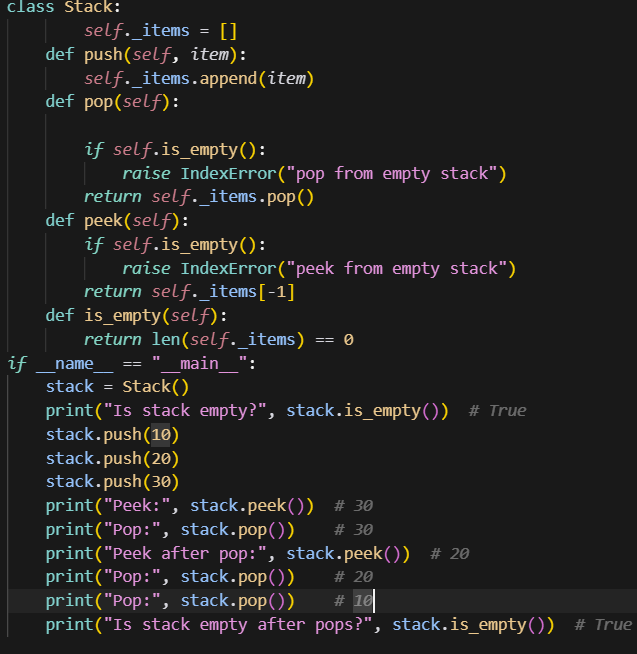 class Stack:
        self._items = []
    def push(self, item):
        self._items.append(item)
    def pop(self):

        if self.is_empty():
            raise IndexError("pop from empty stack")
        return self._items.pop()
    def peek(self):
        if self.is_empty():
            raise IndexError("peek from empty stack")
        return self._items[-1]
    def is_empty(self):
        return len(self._items) == 0
if __name__ == "__main__":
    stack = Stack()
    print("Is stack empty?", stack.is_empty())  # True
    stack.push(10)
    stack.push(20)
    stack.push(30)
    print("Peek:", stack.peek())  # 30
    print("Pop:", stack.pop())    # 30
    print("Peek after pop:", stack.peek())  # 20
    print("Pop:", stack.pop())    # 20
    print("Pop:", stack.pop())    # 10
    print("Is stack empty after pops?", stack.is_empty())  # True